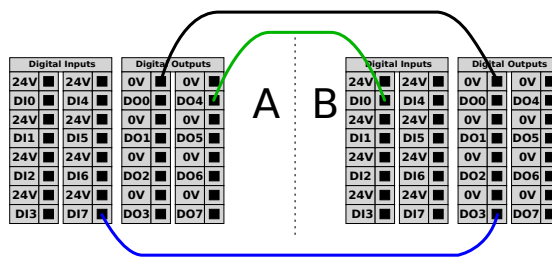 Digital Inputs Digital Outputs A B Digital Inputs Digital Outputs
24V 24V 0V 0V 24V 24V 0V 0V
DI0 DI4 DO0 DO4 DI0 DI4 DO0 DO4
24V 24V 0V 0V 24V 24V 0V 0V
DI1 DI5 DO1 DO5 DI1 DI5 DO1 DO5
24V 24V 0V 0V 24V 24V 0V 0V
DI2 DI6 DO2 DO6 DI2 DI6 DO2 DO6
24V 24V 0V 0V 24V 24V 0V 0V
DI3 DI7 DO3 DO7 DI3 DI7 DO3 DO7